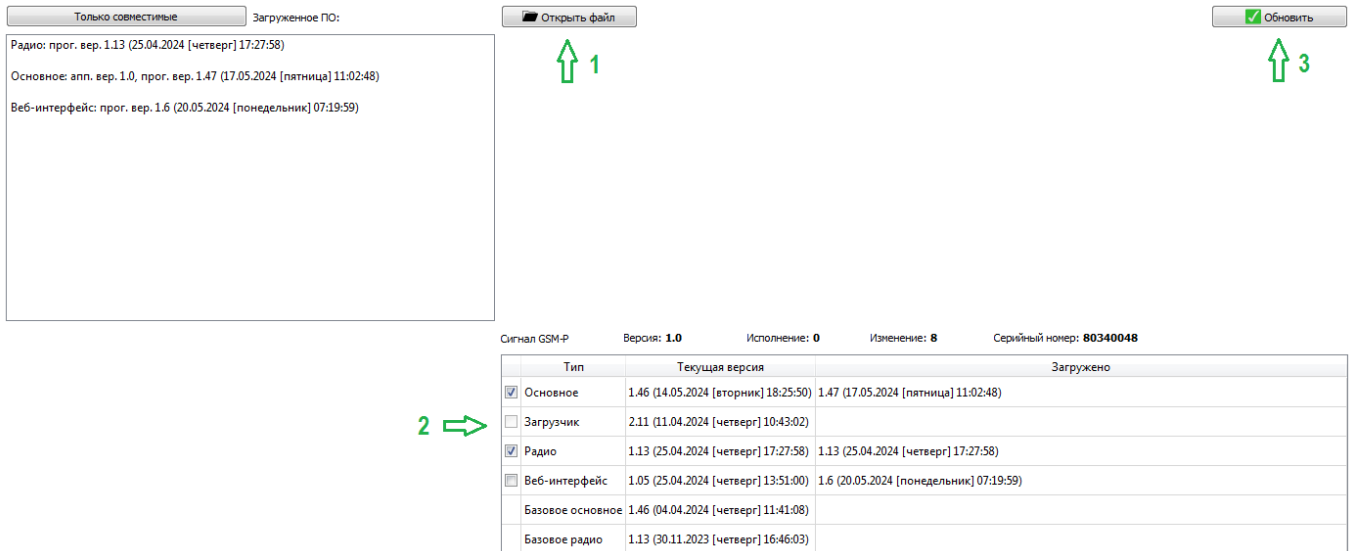 Только совместимые Загруженное ПО: Открыть файл Обновить
1 3
Радио: прог. вер. 1.13 (25.04.2024 [четверг] 17:27:58)
Основное: апп. вер. 1.0, прог. вер. 1.47 (17.05.2024 [пятница] 11:02:48)
Веб-интерфейс: прог. вер. 1.6 (20.05.2024 [понедельник] 07:19:59)
Сигнал GSM-P Версия: 1.0 Исполнение: 0 Изменение: 8 Серийный номер: 80340048
Тип Текущая версия Загружено
Основное 1.46 (14.05.2024 [вторник] 18:25:50) 1.47 (17.05.2024 [пятница] 11:02:48)
2 Загрузчик 2.11 (11.04.2024 [четверг] 10:43:02)
Радио 1.13 (25.04.2024 [четверг] 17:27:58) 1.13 (25.04.2024 [четверг] 17:27:58)
Веб-интерфейс 1.05 (25.04.2024 [четверг] 13:51:00) 1.6 (20.05.2024 [понедельник] 07:19:59)
Базовое основное 1.46 (04.04.2024 [четверг] 11:41:08)
Базовое радио 1.13 (30.11.2023 [четверг] 16:46:03)